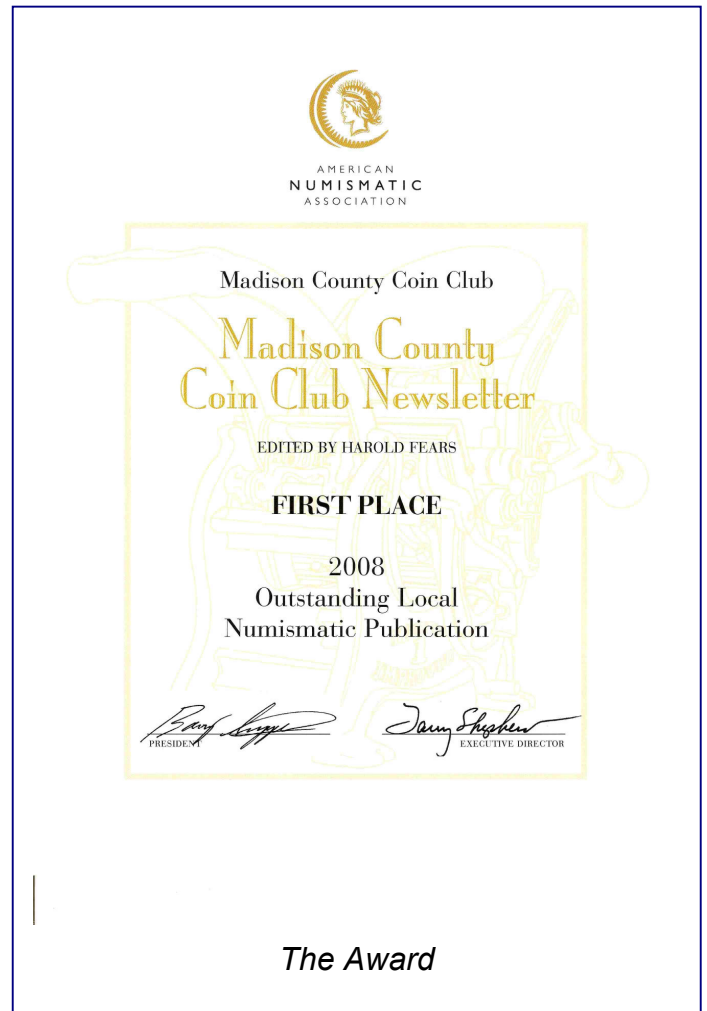 AMERICAN
NUMISMATIC
ASSOCIATION
Madison County Coin Club
Madison County
Coin Club Newsletter
EDITED BY HAROLD FEARS
FIRST PLACE
2008
Outstanding Local
Numismatic Publication
PRESIDENT
EXECUTIVE DIRECTOR
The Award